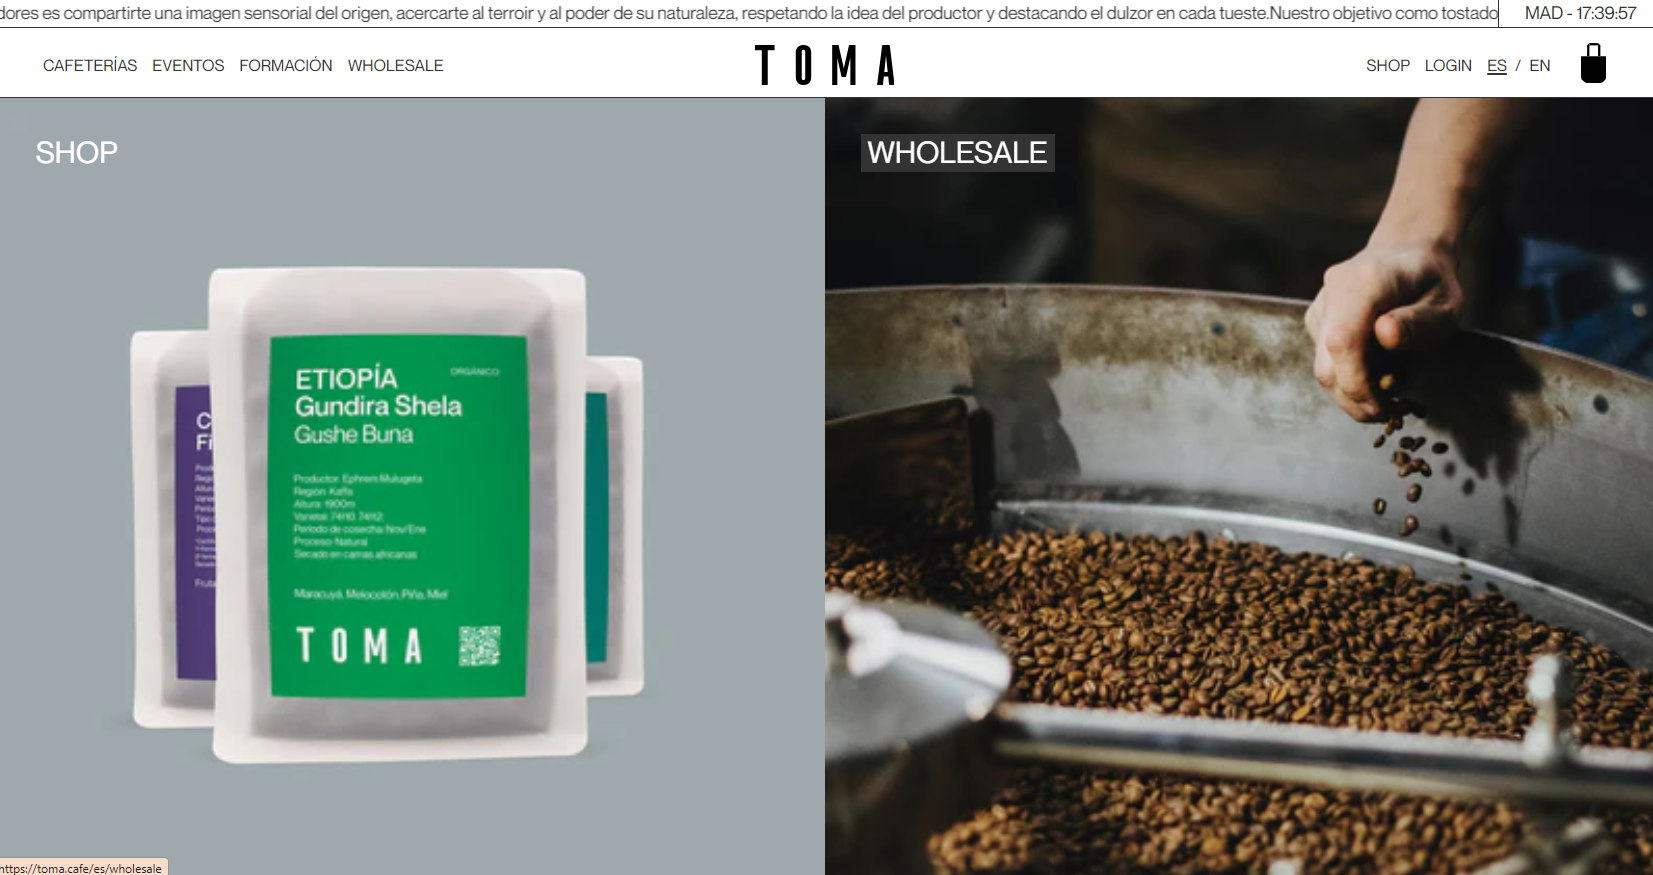 dores es compartirte una imagen sensorial del origen, acercarte al terroir y al poder de su naturaleza, respetando la idea del productor y destacando el dulzor en cada tueste.Nuestro objetivo como tostado
MAD - 17:39:57
CAFETERÍAS EVENTOS FORMACIÓN WHOLESALE
TOMA
SHOP LOGIN ES / EN
SHOP
WHOLESALE
ETIOPÍA
ORGÁNICO
Gundira Shela
Gushe Buna
Productor: Ephrem Mulugeta
Región: Kaffa
Altura: 1900m
Varietal: 74110, 74112
Periodo de cosecha: Nov/Ene
Proceso: Natural
Secado en camas africanas
Maracuyá, Melocotón, Piña, Miel
TOMA
C
Fi
https://toma.cafe/es/wholesale